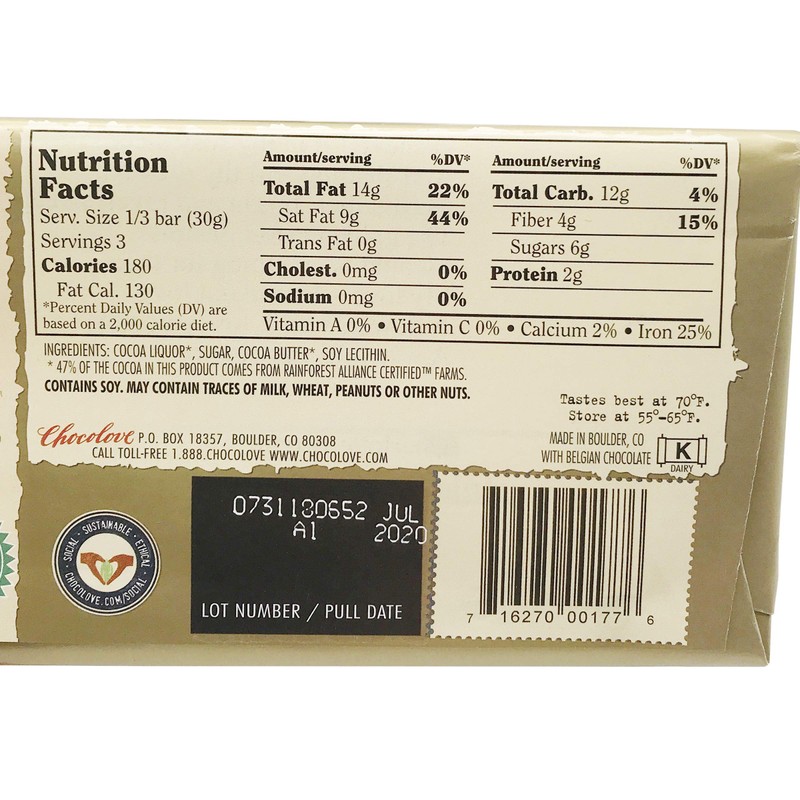 Nutrition
Facts
Serv. Size 1/3 bar (30g)
Servings 3
Calories 180
Fat Cal. 130
*Percent Daily Values (DV) are
based on a 2,000 calorie diet.
Amount/serving %DV*
Total Fat 14g 22%
Sat Fat 9g 44%
Trans Fat 0g
Cholest. 0mg 0%
Sodium 0mg 0%
Amount/serving %DV*
Total Carb. 12g 4%
Fiber 4g 15%
Sugars 6g
Protein 2g
Vitamin A 0% • Vitamin C 0% • Calcium 2% • Iron 25%
INGREDIENTS: COCOA LIQUOR*, SUGAR, COCOA BUTTER*, SOY LECITHIN.
* 47% OF THE COCOA IN THIS PRODUCT COMES FROM RAINFOREST ALLIANCE CERTIFIED™ FARMS.
CONTAINS SOY. MAY CONTAIN TRACES OF MILK, WHEAT, PEANUTS OR OTHER NUTS.
Tastes best at 70°F.
Store at 55°-65°F.
Chocolove P.O. BOX 18357, BOULDER, CO 80308
CALL TOLL-FREE 1.888.CHOCOLOVE WWW.CHOCOLOVE.COM
MADE IN BOULDER, CO
WITH BELGIAN CHOCOLATE
K
DAIRY
SOCIAL · SUSTAINABLE · ETHICAL
CHOCOLOVE.COM/SOCIAL
0731180652 JUL
A1 2020
LOT NUMBER / PULL DATE
7 16270 00177 6